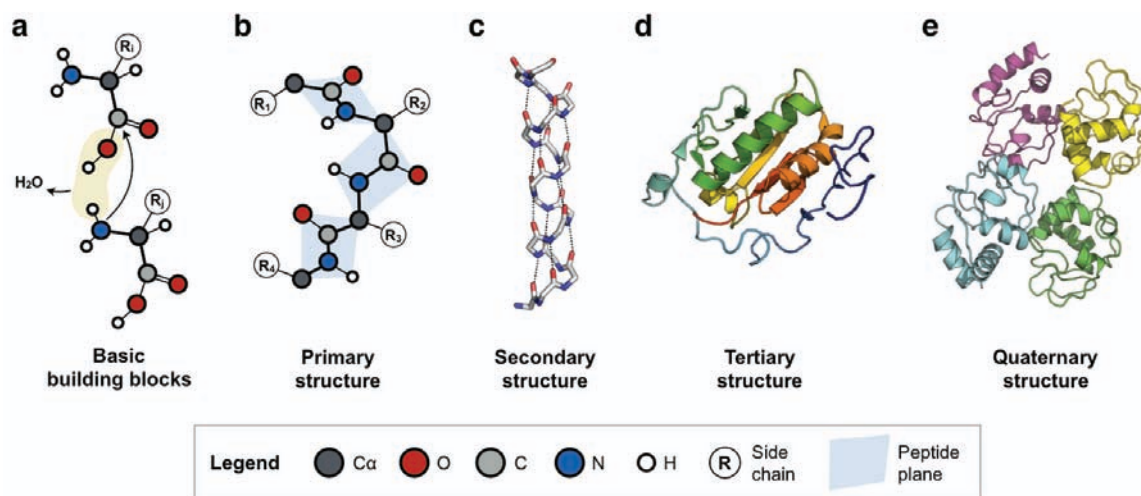 a
b
c
d
e
Ri
H2O
Rj
R1
R2
R3
R4
Basic
building blocks
Primary
structure
Secondary
structure
Tertiary
structure
Quaternary
structure
Legend
Cα
O
C
N
H
R
Side
chain
Peptide
plane